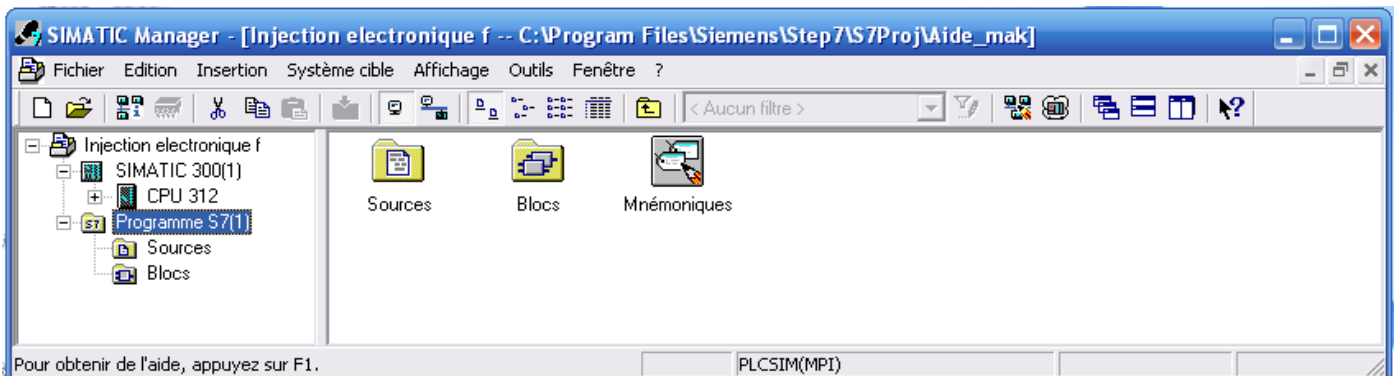 SIMATIC Manager - [Injection electronique f -- C:\Program Files\Siemens\Step7\S7Proj\Aide_mak]
Fichier Edition Insertion Système cible Affichage Outils Fenêtre ?
< Aucun filtre >
Injection electronique f
SIMATIC 300(1)
CPU 312
Programme S7(1)
Sources
Blocs
Sources Blocs Mnémoniques
Pour obtenir de l'aide, appuyez sur F1. PLCSIM(MPI)